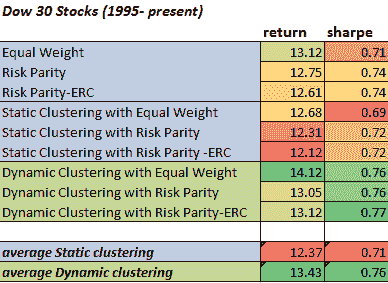 Dow 30 Stocks (1995- present)
return sharpe
Equal Weight 13.12 0.71
Risk Parity 12.75 0.74
Risk Parity-ERC 12.61 0.74
Static Clustering with Equal Weight 12.68 0.69
Static Clustering with Risk Parity 12.31 0.72
Static Clustering with Risk Parity -ERC 12.12 0.72
Dynamic Clustering with Equal Weight 14.12 0.76
Dynamic Clustering with Risk Parity 13.05 0.76
Dynamic Clustering with Risk Parity-ERC 13.12 0.77
average Static clustering 12.37 0.71
average Dynamic clustering 13.43 0.76